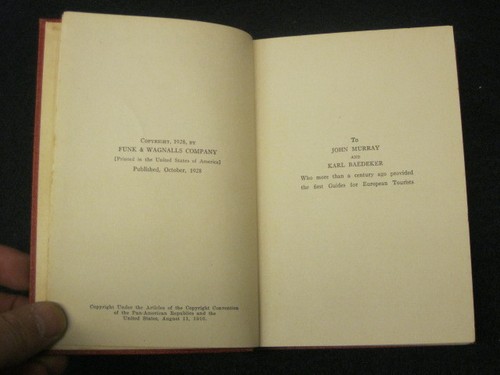 Copyright, 1928, by
FUNK & WAGNALLS COMPANY
[Printed in the United States of America]
Published, October, 1928
Copyright Under the Articles of the Copyright Convention
of the Pan-American Republics and the
United States, August 11, 1910.
To
JOHN MURRAY
AND
KARL BAEDEKER
Who more than a century ago provided
the first Guides for European Tourists